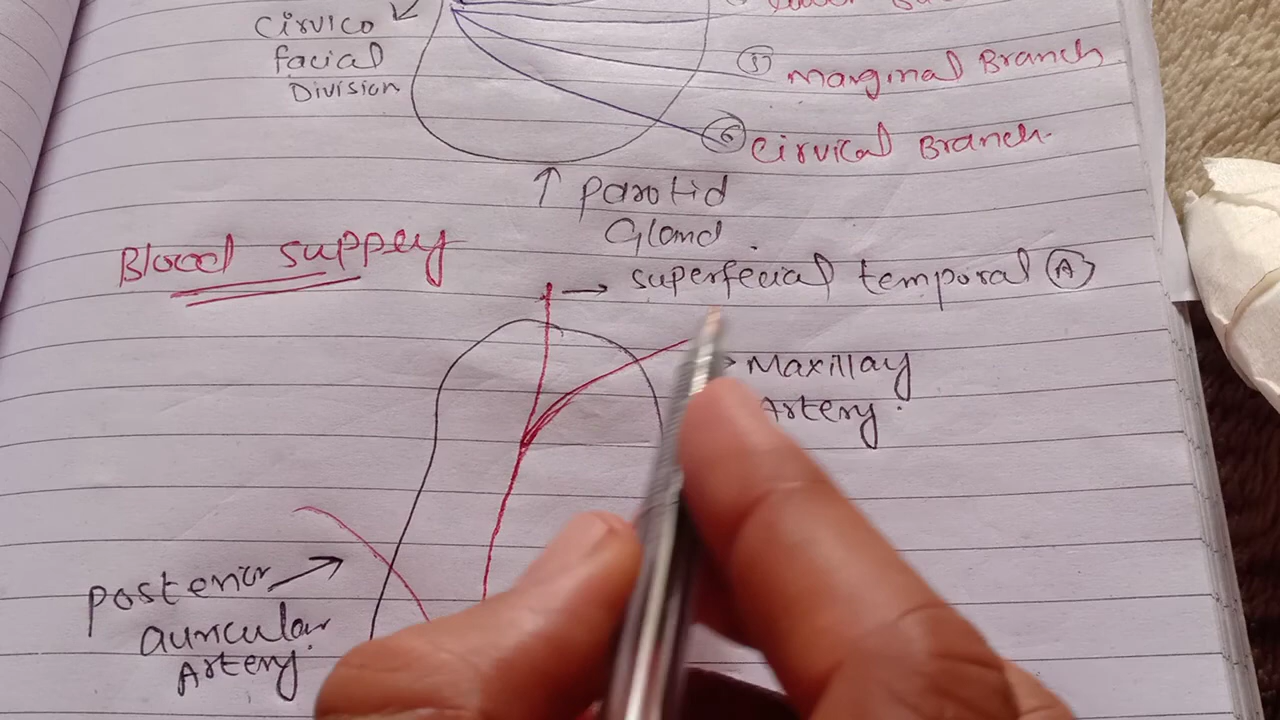 Cirvico
facial
Division
5 Marginal Branch
6 Cirvical Branch.
Parotid
Gland
Blood suppey
superfecial temporal A
Maxillay
Artery.
Posterior
auricular
Artery.